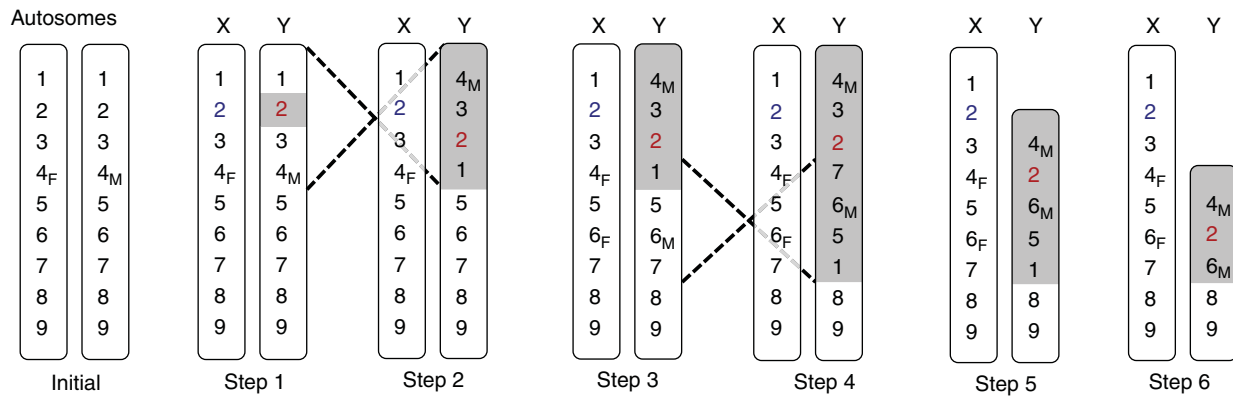 Autosomes
X Y X Y X Y X Y X Y X Y
1 1 1 1 1 4M 1 4M 1 4M 1 1
2 2 2 2 2 3 2 3 2 3 2 2
3 3 3 3 3 2 3 2 3 2 3 4M 3
4F 4M 4F 4M 4F 1 4F 1 4F 7 4F 2 4F
5 5 5 5 5 5 5 5 5 6M 5 6M 5 4M
6 6 6 6 6 6 6F 6M 6F 5 6F 5 6F 2
7 7 7 7 7 7 7 7 7 1 7 1 7 6M
8 8 8 8 8 8 8 8 8 8 8 8 8 8
9 9 9 9 9 9 9 9 9 9 9 9 9 9
Initial Step 1 Step 2 Step 3 Step 4 Step 5 Step 6